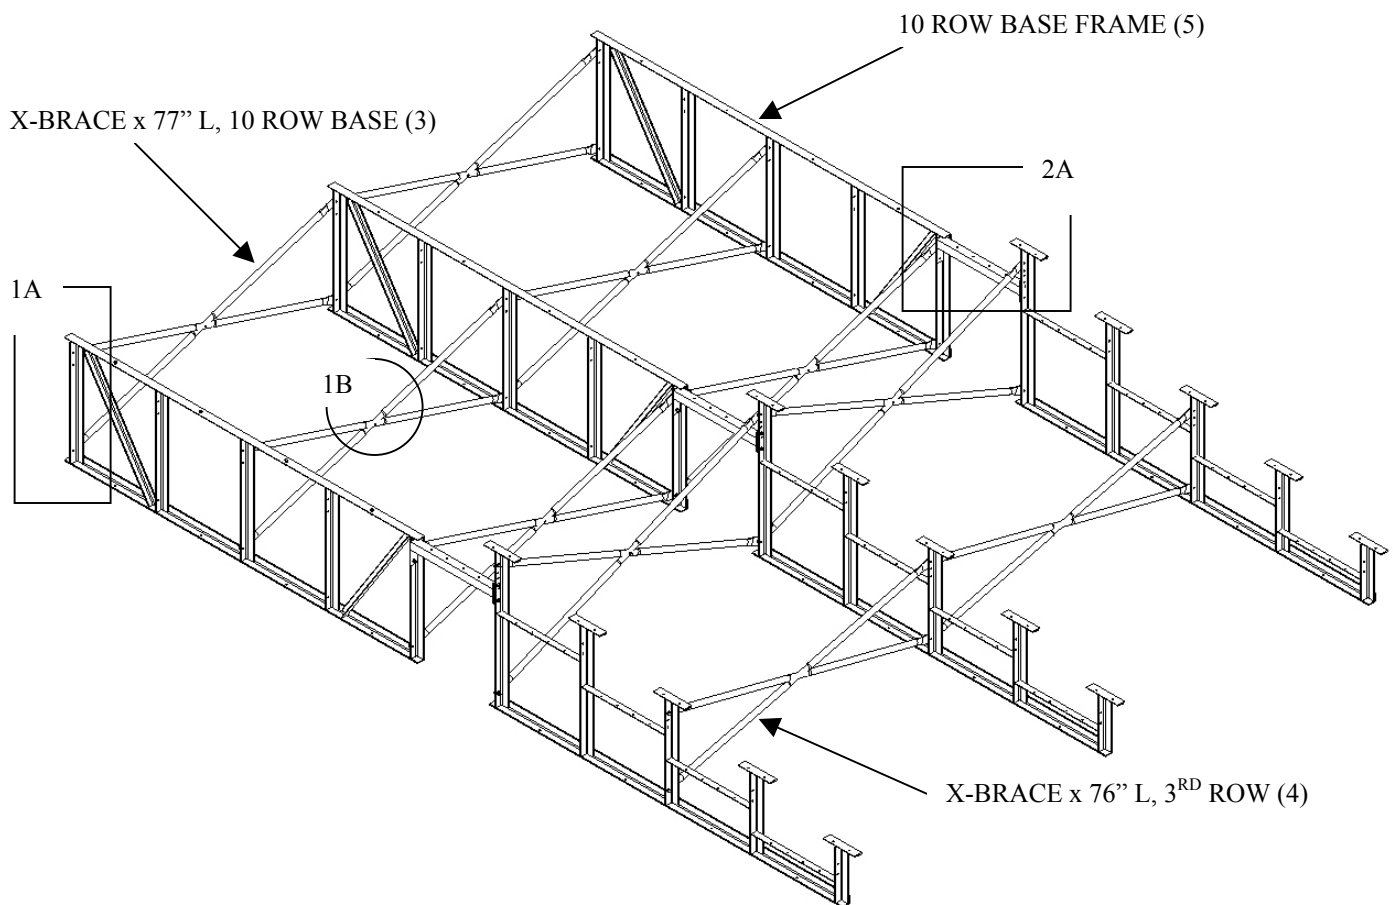 10 ROW BASE FRAME (5)
X-BRACE x 77” L, 10 ROW BASE (3)
2A
1A
1B
X-BRACE x 76” L, 3RD ROW (4)